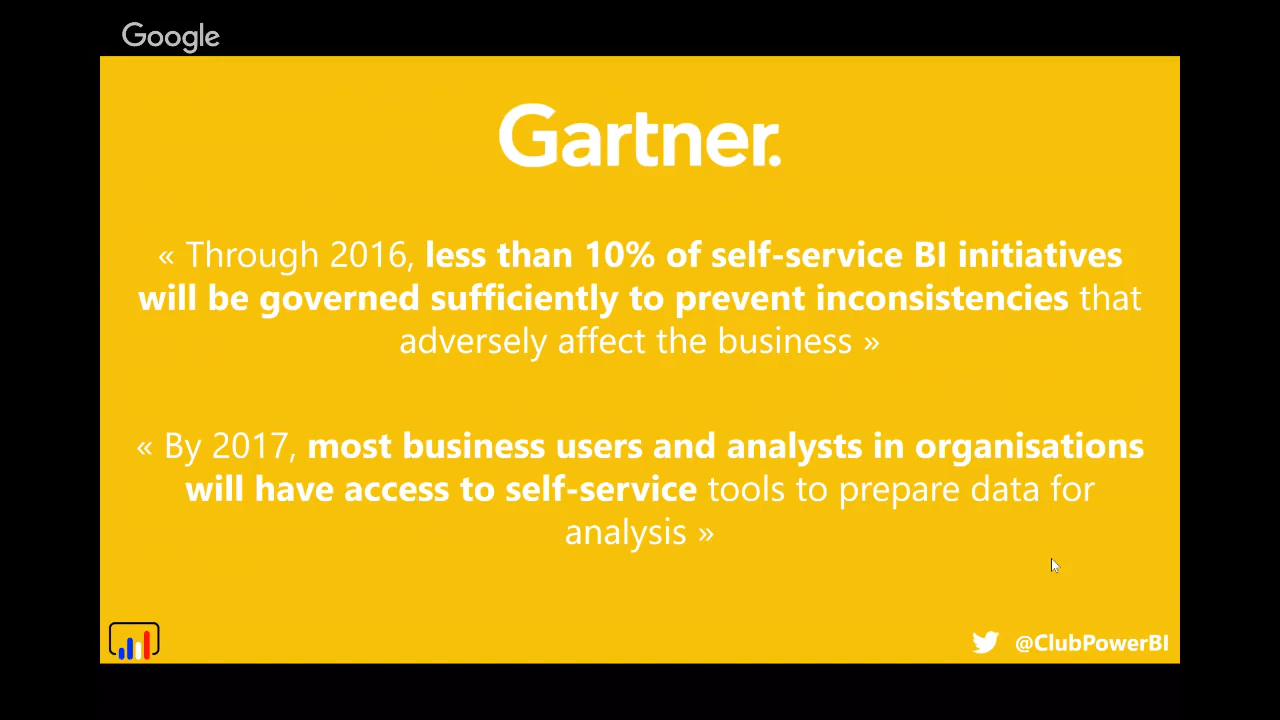 Google
Gartner.
« Through 2016, less than 10% of self-service BI initiatives
will be governed sufficiently to prevent inconsistencies that
adversely affect the business »
« By 2017, most business users and analysts in organisations
will have access to self-service tools to prepare data for
analysis »
@ClubPowerBI